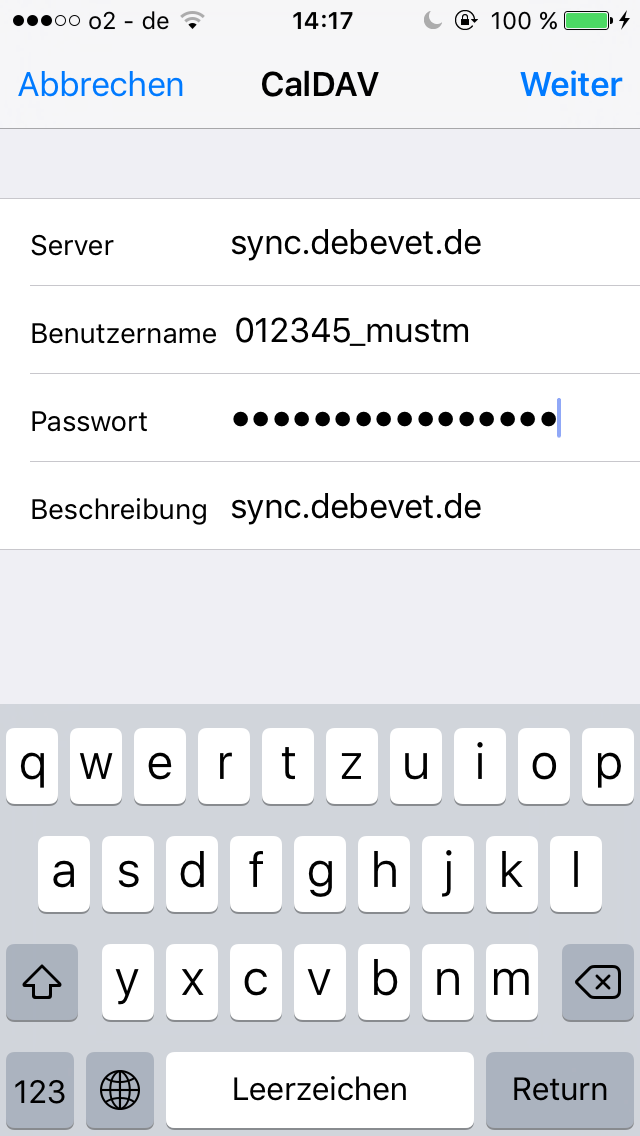 o2 - de 14:17 100 %
Abbrechen CalDAV Weiter
Server sync.debevet.de
Benutzername 012345_mustm
Passwort ●●●●●●●●●●●●●●●●
Beschreibung sync.debevet.de
q w e r t z u i o p
a s d f g h j k l
y x c v b n m
123 Leerzeichen Return